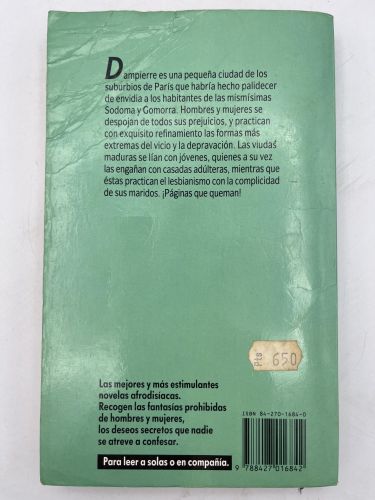 Dampierre es una pequeña ciudad de los
suburbios de París que habría hecho palidecer
de envidia a los habitantes de las mismísimas
Sodoma y Gomorra. Hombres y mujeres se
despojan de todos sus prejuicios, y practican
con exquisito refinamiento las formas más
extremas del vicio y la depravación. Las viudas
maduras se lían con jóvenes, quienes a su vez
las engañan con casadas adúlteras, mientras que
éstas practican el lesbianismo con la complicidad
de sus maridos. ¡Páginas que queman!
Pts 650
Las mejores y más estimulantes
novelas afrodisíacas.
Recogen las fantasías prohibidas
de hombres y mujeres,
los deseos secretos que nadie
se atreve a confesar.
Para leer a solas o en compañía.
ISBN 84-270-1684-0
9 788427 016842